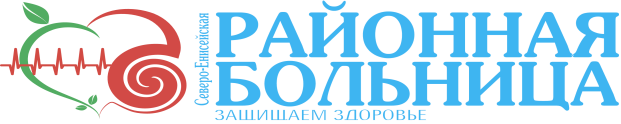 Северо-Енисейская
РАЙОННАЯ
БОЛЬНИЦА
ЗАЩИЩАЕМ ЗДОРОВЬЕ